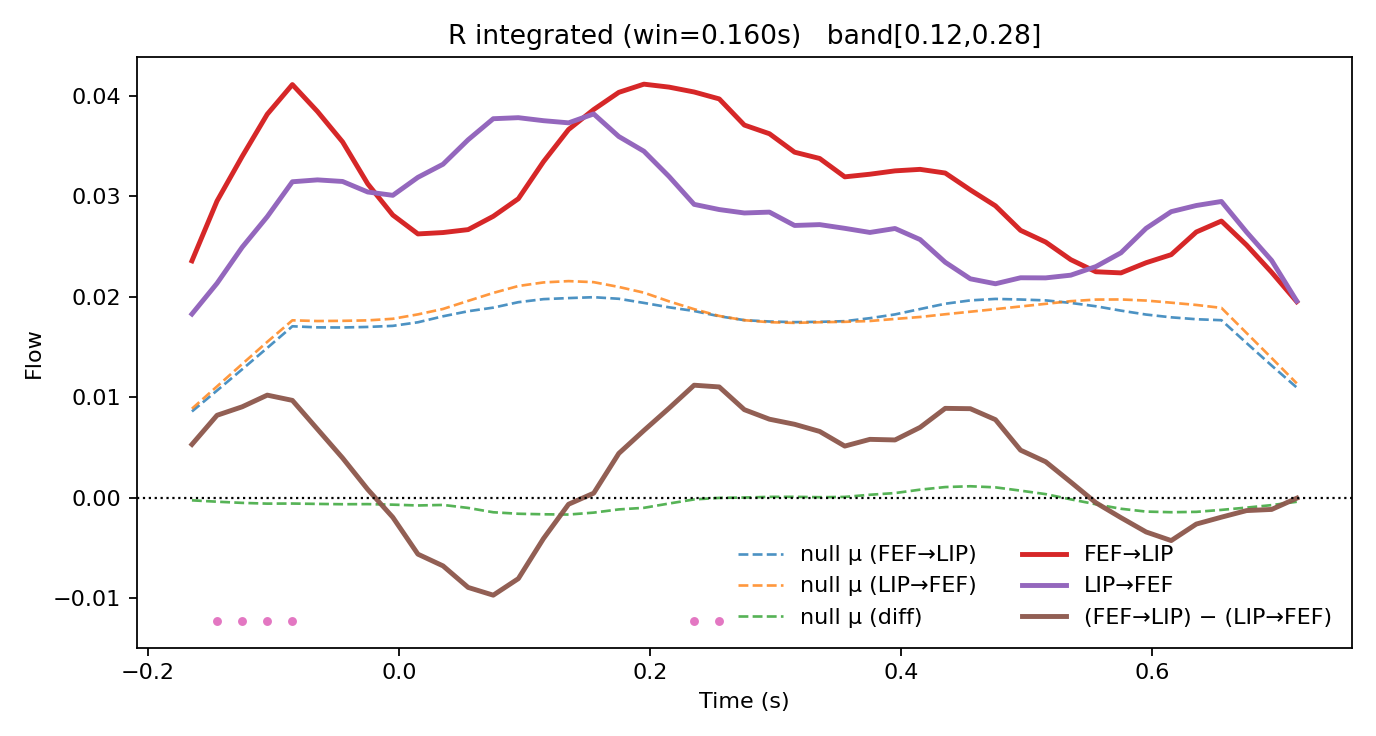 R integrated (win=0.160s)   band[0.12,0.28]
Flow
0.04
0.03
0.02
0.01
0.00
−0.01
null μ (FEF→LIP)
null μ (LIP→FEF)
null μ (diff)
FEF→LIP
LIP→FEF
(FEF→LIP) − (LIP→FEF)
−0.2 0.0 0.2 0.4 0.6
Time (s)